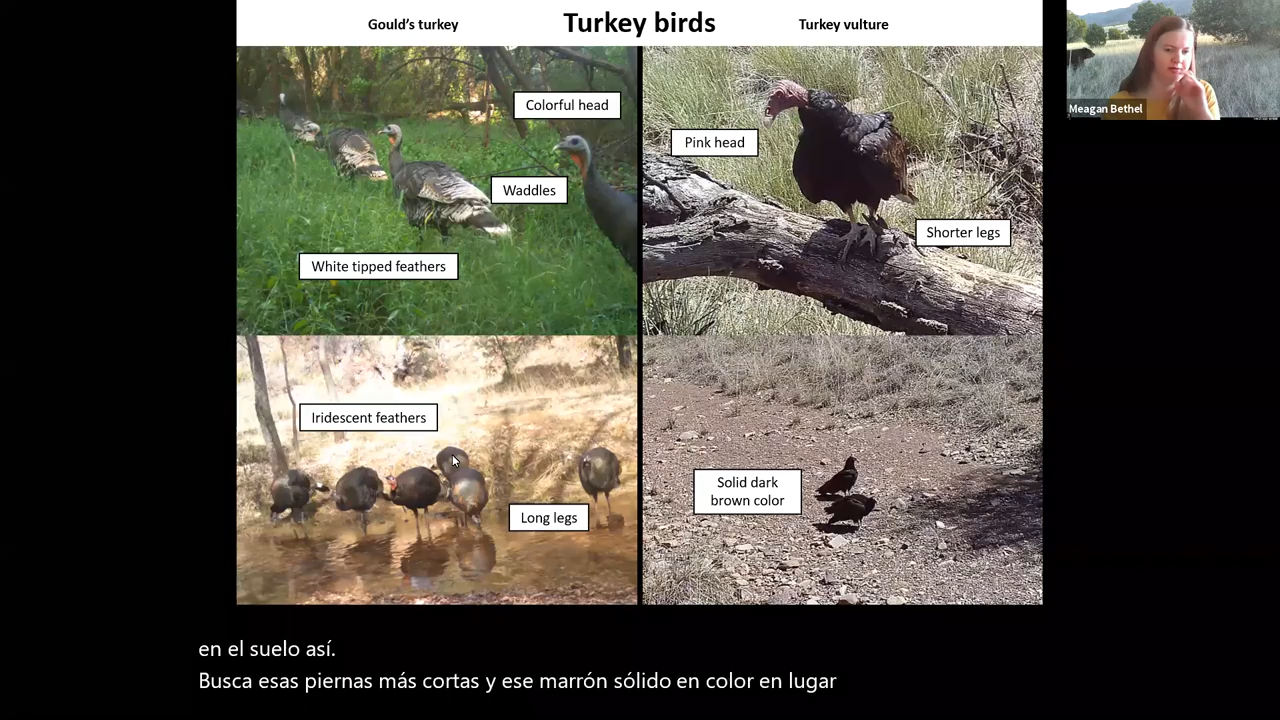 Gould's turkey
Turkey birds
Turkey vulture
Colorful head
Waddles
White tipped feathers
Pink head
Shorter legs
Iridescent feathers
Long legs
Solid dark
brown color
Meagan Bethel
en el suelo así.
Busca esas piernas más cortas y ese marrón sólido en color en lugar